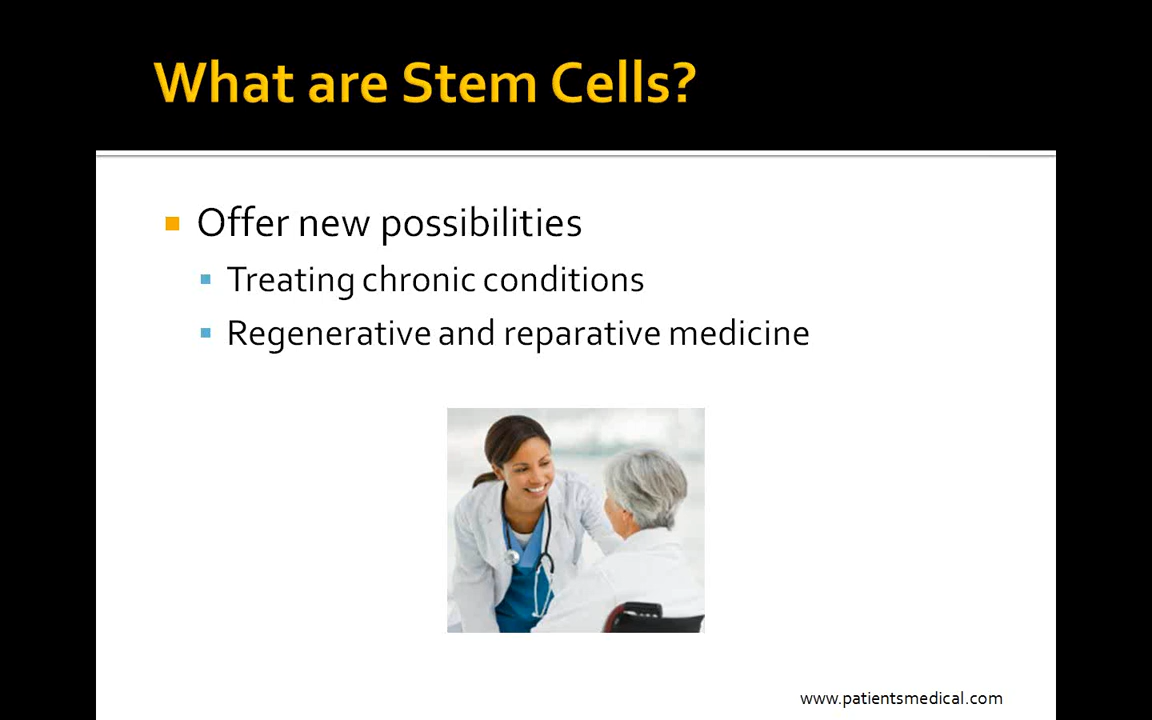 What are Stem Cells?
Offer new possibilities
Treating chronic conditions
Regenerative and reparative medicine
www.patientsmedical.com